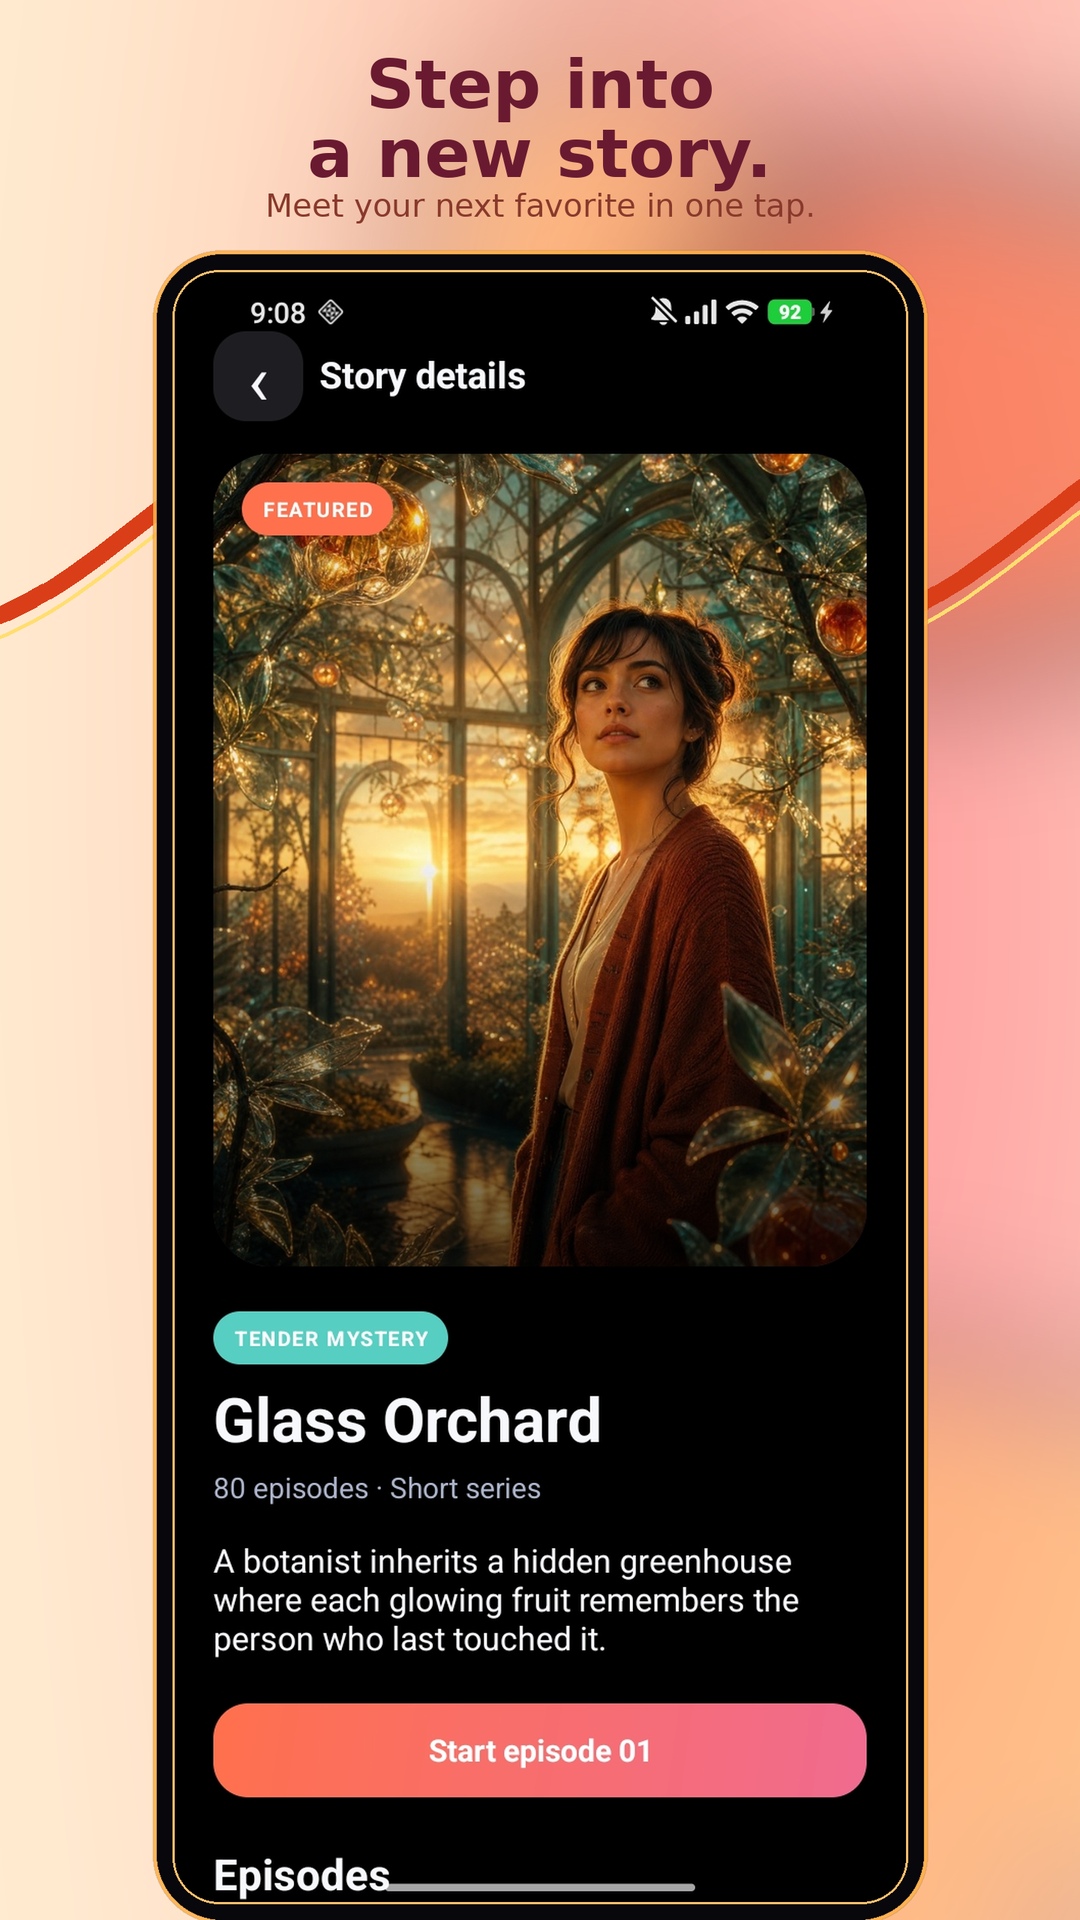 Step into
a new story.
Meet your next favorite in one tap.
9:08
92
Story details
FEATURED
TENDER MYSTERY
Glass Orchard
80 episodes · Short series
A botanist inherits a hidden greenhouse
where each glowing fruit remembers the
person who last touched it.
Start episode 01
Episodes